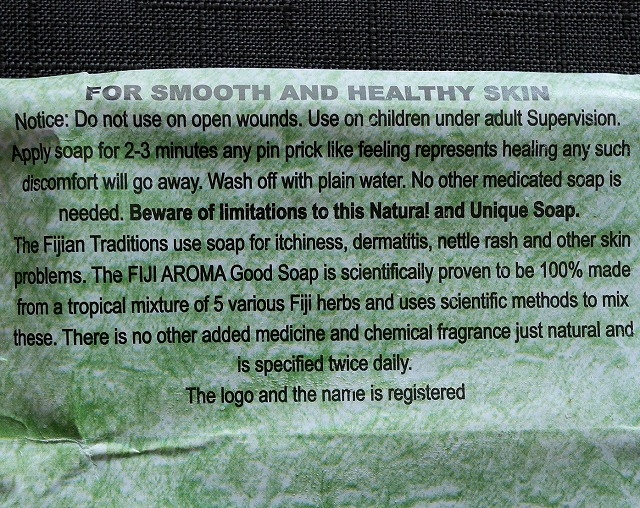 FOR SMOOTH AND HEALTHY SKIN
Notice: Do not use on open wounds. Use on children under adult Supervision.
Apply soap for 2-3 minutes any pin prick like feeling represents healing any such
discomfort will go away. Wash off with plain water. No other medicated soap is
needed. Beware of limitations to this Natural and Unique Soap.
The Fijian Traditions use soap for itchiness, dermatitis, nettle rash and other skin
problems. The FIJI AROMA Good Soap is scientifically proven to be 100% made
from a tropical mixture of 5 various Fiji herbs and uses scientific methods to mix
these. There is no other added medicine and chemical fragrance just natural and
is specified twice daily.
The logo and the name is registered